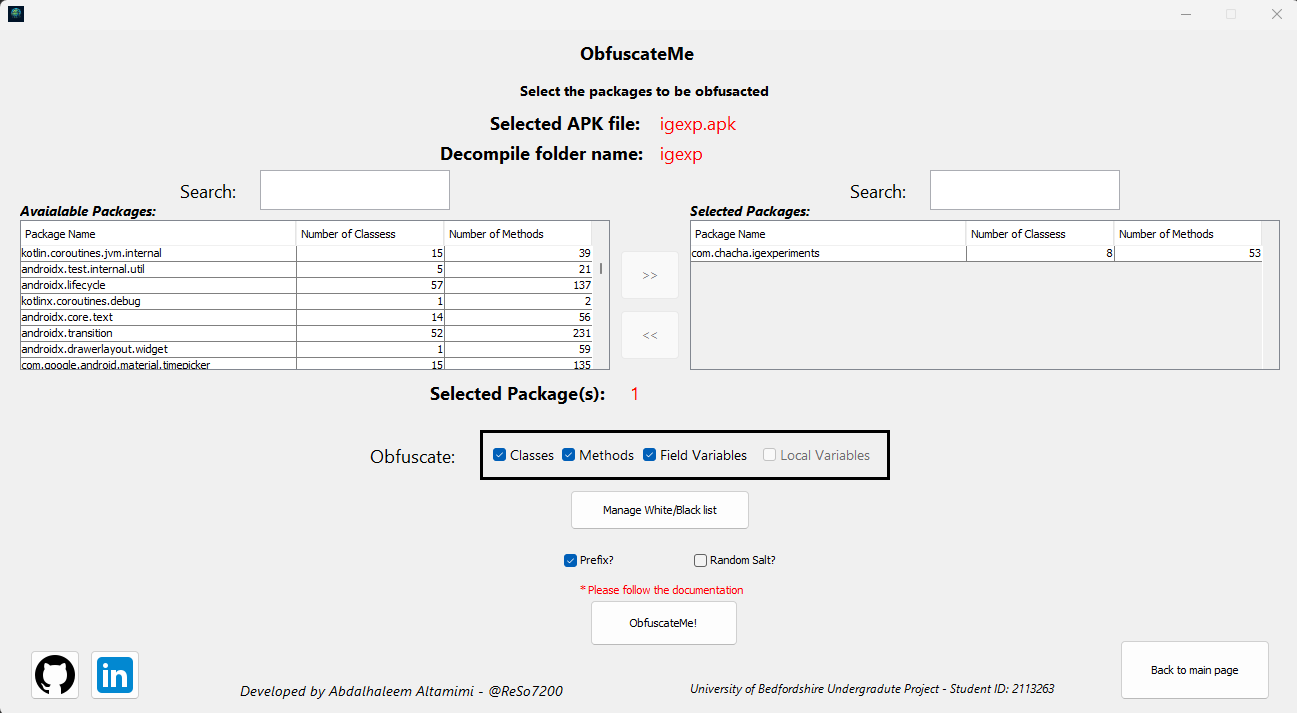 ObfuscateMe
Select the packages to be obfusacted
Selected APK file: igexp.apk
Decompile folder name: igexp
Search:
Search:
Avaialable Packages:
Selected Packages:
Package Name Number of Classess Number of Methods
kotlin.coroutines.jvm.internal 15 39
androidx.test.internal.util 5 21
androidx.lifecycle 57 137
kotlinx.coroutines.debug 1 2
androidx.core.text 14 56
androidx.transition 52 231
androidx.drawerlayout.widget 1 59
com.google.android.material.timepicker 15 135
>>
<<
Package Name Number of Classess Number of Methods
com.chacha.igexperiments 8 53
Selected Package(s): 1
Obfuscate: Classes Methods Field Variables Local Variables
Manage White/Black list
Prefix? Random Salt?
* Please follow the documentation
ObfuscateMe!
in
Developed by Abdalhaleem Altamimi - @ReSo7200
University of Bedfordshire Undergradute Project - Student ID: 2113263
Back to main page